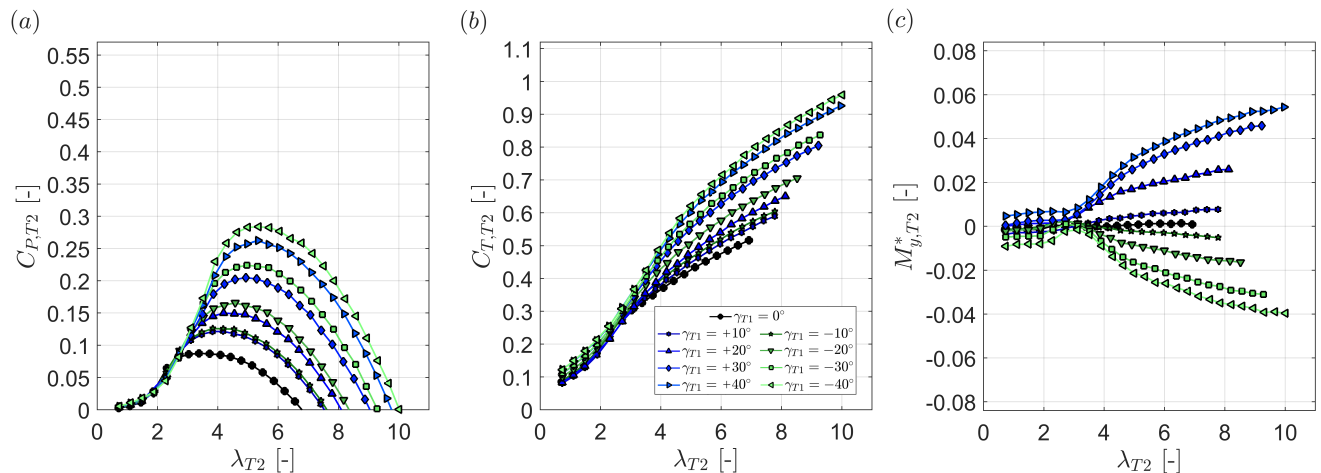 (a)
0.55
0.5
0.45
0.4
0.35
0.3
0.25
0.2
0.15
0.1
0.05
0
C_{P,T2} [-]
0 2 4 6 8 10
λ_{T2} [-]
(b)
1.1
1
0.9
0.8
0.7
0.6
0.5
0.4
0.3
0.2
0.1
0
C_{T,T2} [-]
γ_{T1} = 0°
γ_{T1} = +10° γ_{T1} = −10°
γ_{T1} = +20° γ_{T1} = −20°
γ_{T1} = +30° γ_{T1} = −30°
γ_{T1} = +40° γ_{T1} = −40°
0 2 4 6 8 10
λ_{T2} [-]
(c)
0.08
0.06
0.04
0.02
0
-0.02
-0.04
-0.06
-0.08
M*_{y,T2} [-]
0 2 4 6 8 10
λ_{T2} [-]